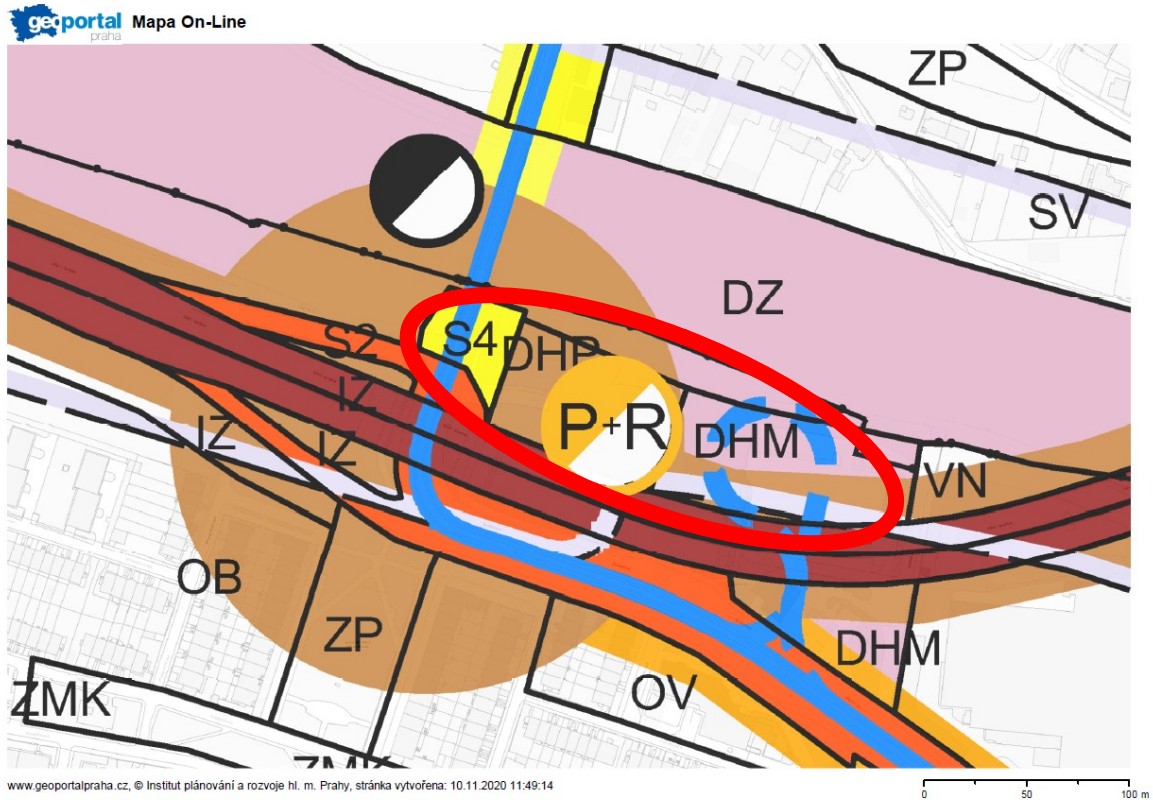 geoportal Mapa On-Line
praha
ZP
SV
DZ
S2
S4
DHP
IZ
P+R
IZ
IZ
DHM
VN
OB
ZP
DHM
ZMK
OV
ZMK
www.geoportalpraha.cz, © Institut plánování a rozvoje hl. m. Prahy, stránka vytvořena: 10.11.2020 11:49:14
0 50 100 m